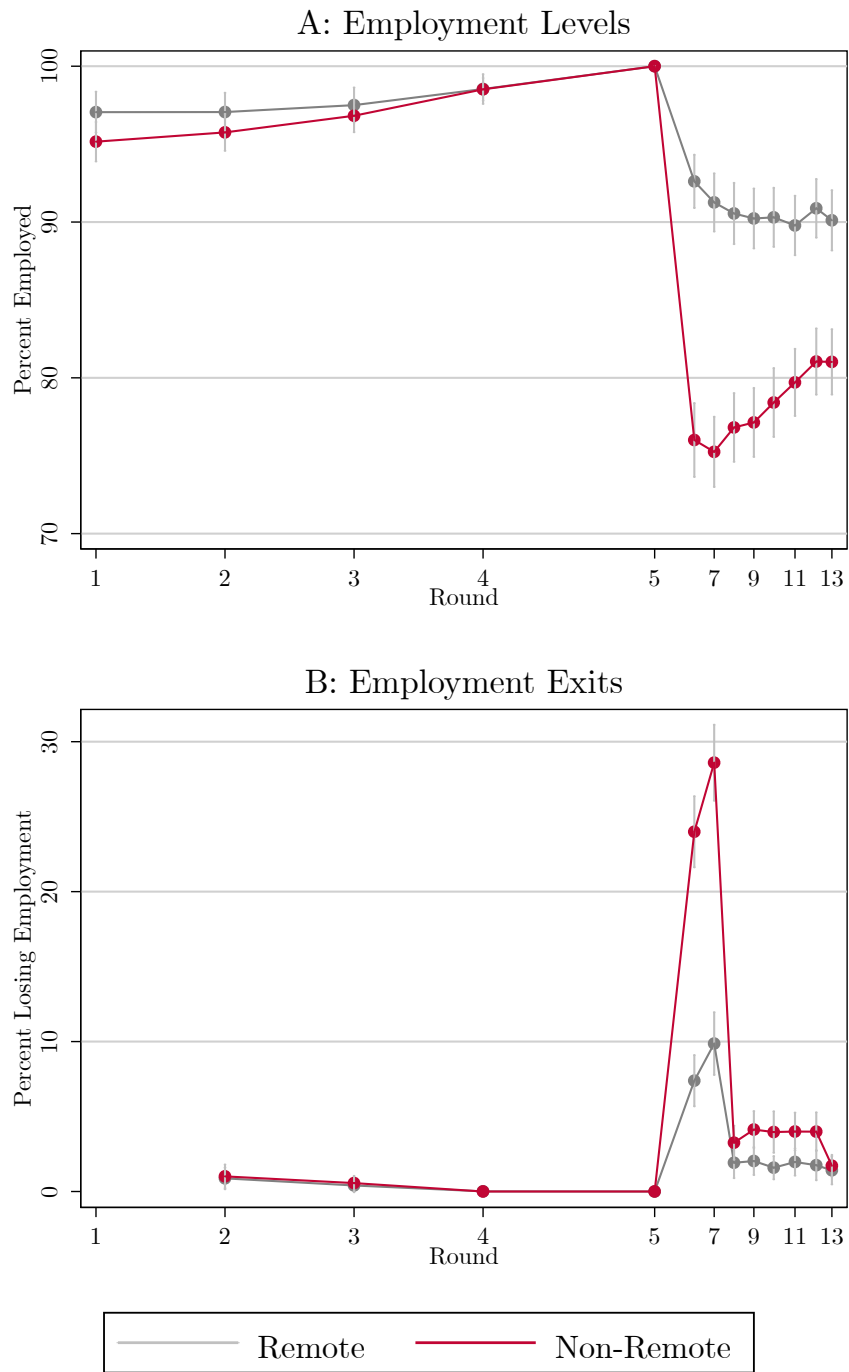 A: Employment Levels
Percent Employed
100
90
80
70
1 2 3 4 5 7 9 11 13
Round
B: Employment Exits
Percent Losing Employment
30
20
10
0
1 2 3 4 5 7 9 11 13
Round
Remote Non-Remote